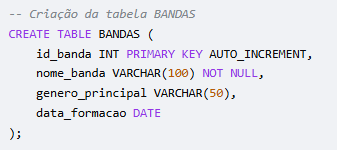 -- Criação da tabela BANDAS
CREATE TABLE BANDAS (
    id_banda INT PRIMARY KEY AUTO_INCREMENT,
    nome_banda VARCHAR(100) NOT NULL,
    genero_principal VARCHAR(50),
    data_formacao DATE
);